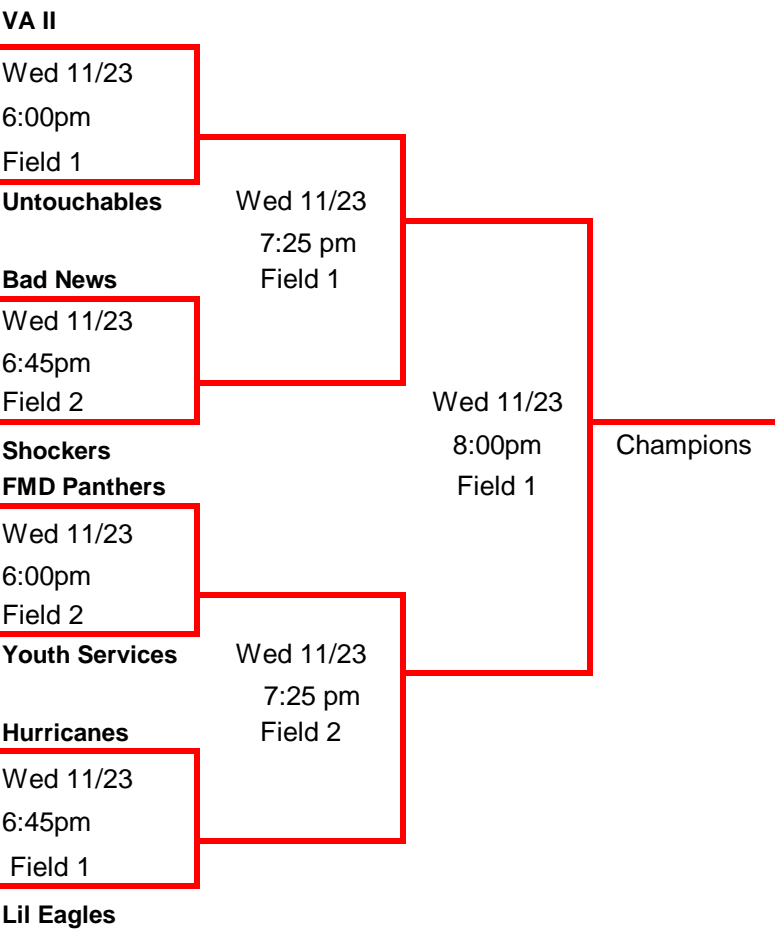 VA II
Wed 11/23
6:00pm
Field 1
Untouchables
Wed 11/23
7:25 pm
Field 1
Bad News
Wed 11/23
6:45pm
Field 2
Shockers
Wed 11/23
8:00pm
Field 1
Champions
FMD Panthers
Wed 11/23
6:00pm
Field 2
Youth Services
Wed 11/23
7:25 pm
Field 2
Hurricanes
Wed 11/23
6:45pm
Field 1
Lil Eagles